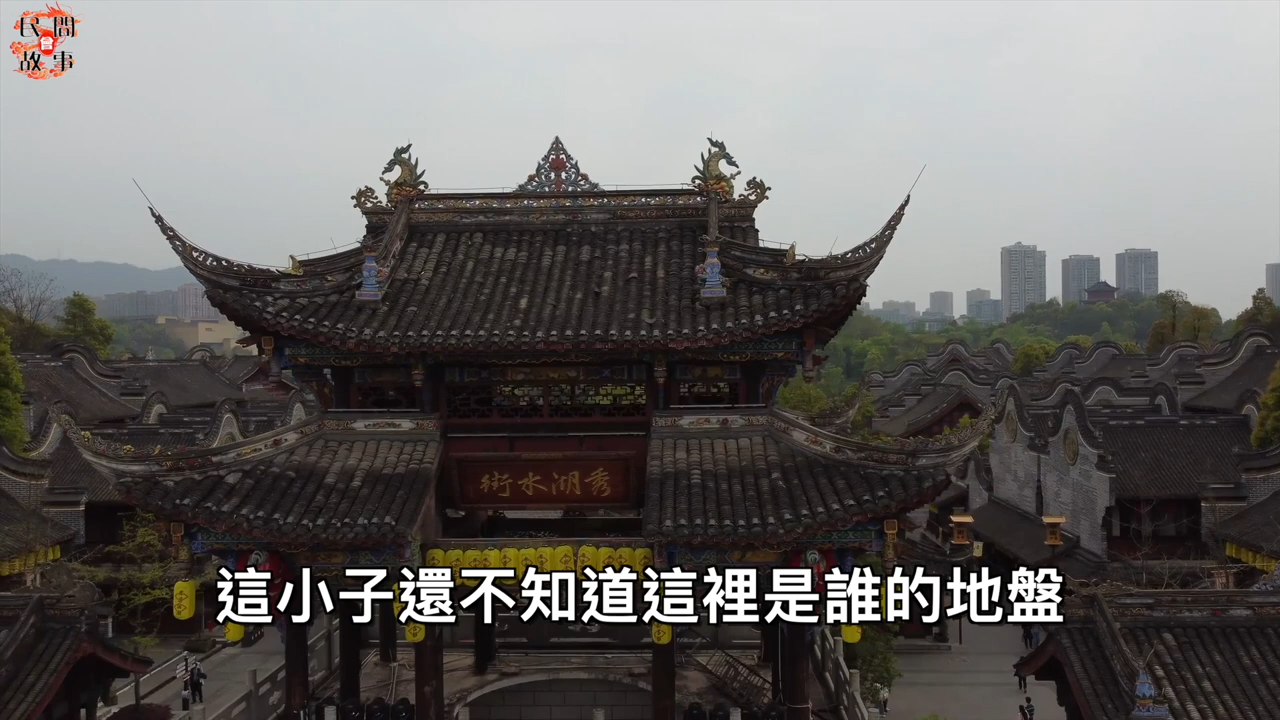 民間
故事
會
秀湖水街
這小子還不知道這裡是誰的地盤